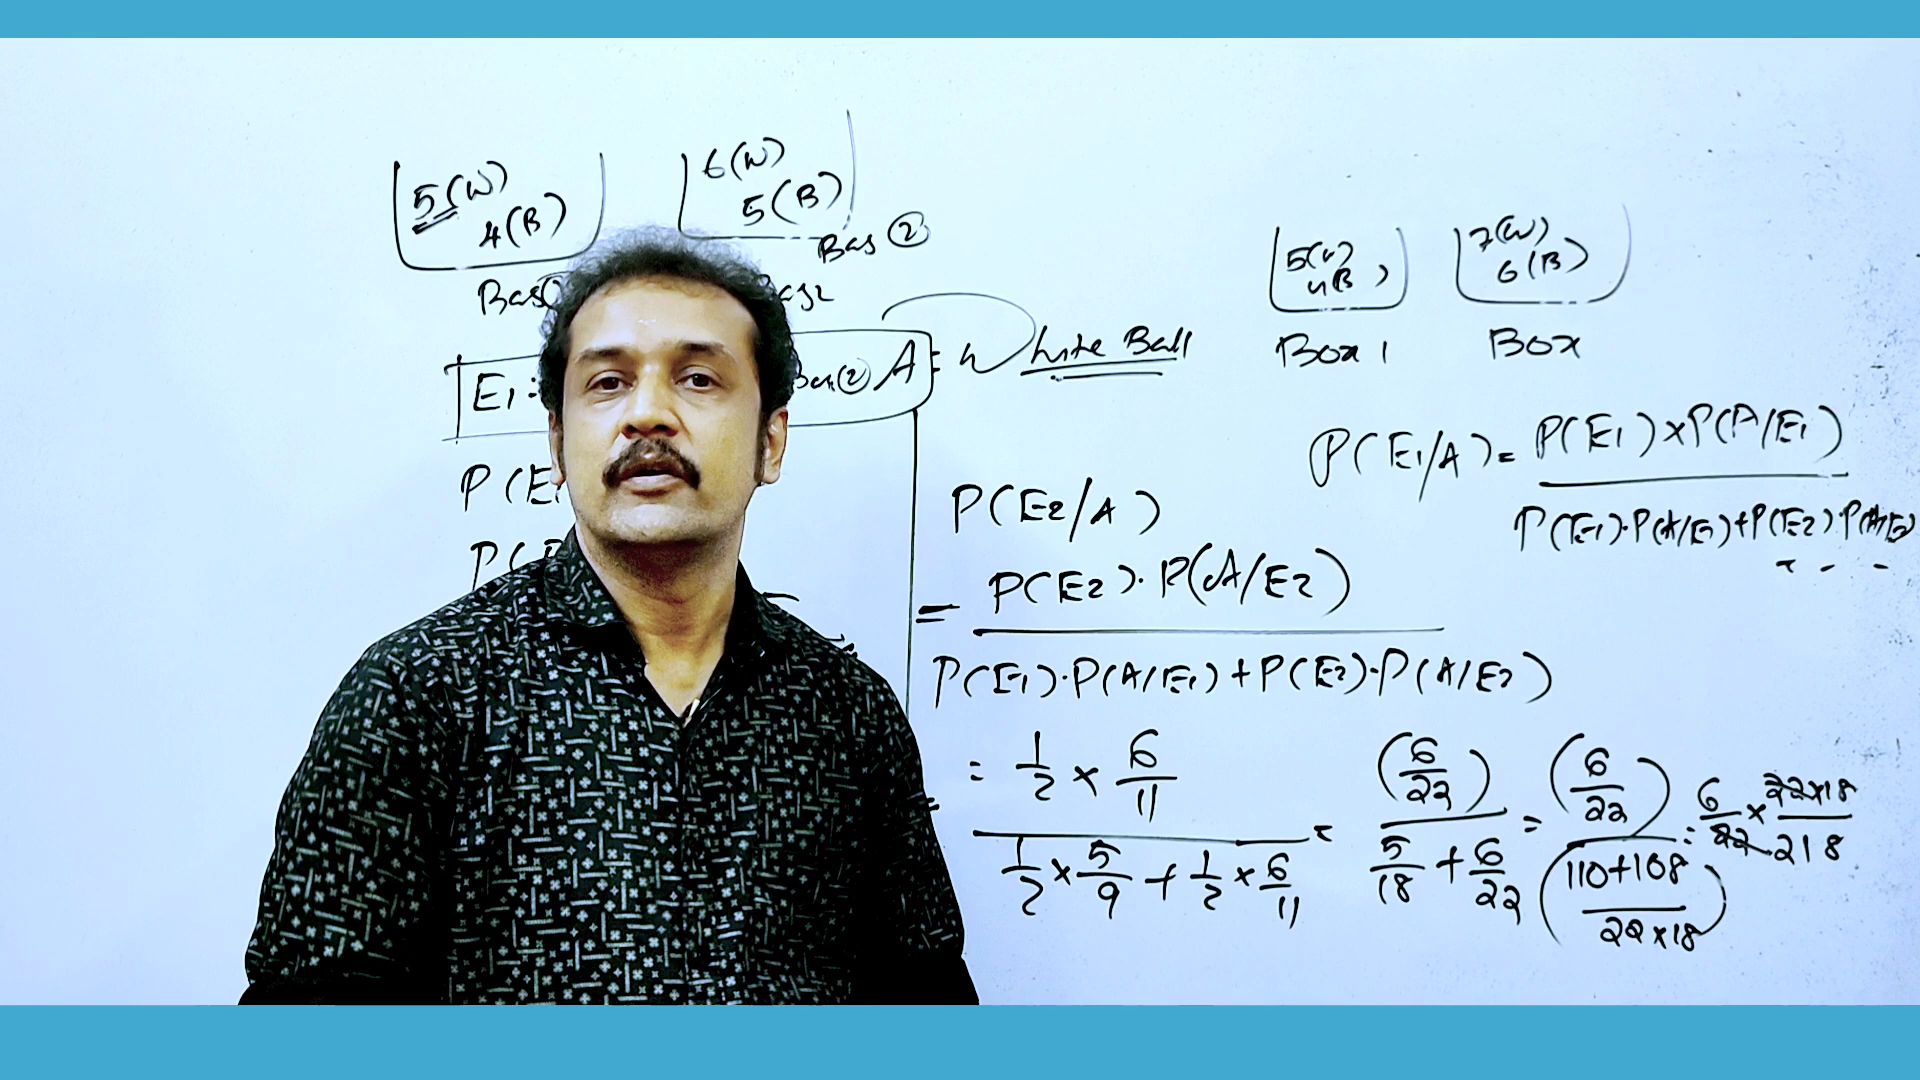 5(W)
4(B)
6(W)
5(B)
Bag ②
E1 :
Bag ② A = White Ball
P(E1
P(
P(E2/A)
= P(E2)·P(A/E2)
P(E1)·P(A/E1)+P(E2)·P(A/E2)
= 1/2 × 6/11
1/2 × 5/9 + 1/2 × 6/11
= (6/22)
5/18 + 6/22
= (6/22)
(110+108
22×18)
= 6/22 × 22×18
218
5(W)
4(B)
Box 1
7(W)
6(B)
Box
P(E1/A) = P(E1)×P(A/E1)
P(E1)·P(A/E1)+P(E2)·P(A/E2)